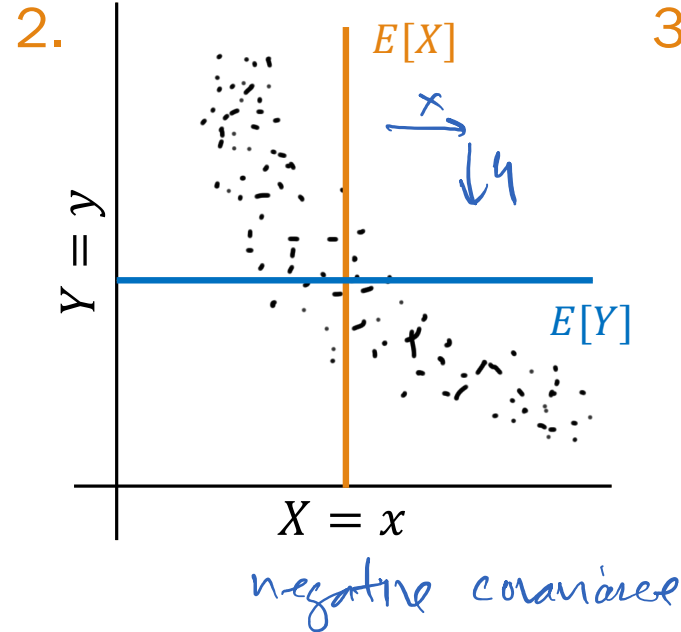 2.
3
E[X]
x
↓y
Y = y
E[Y]
X = x
negative covariance